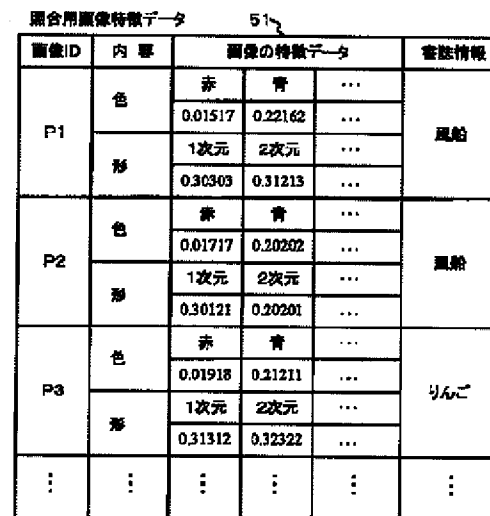 照合用画像特徴データ 51
画像ID 内 容 画像の特徴データ 書誌情報
P1 色 赤 青 ･･･ 風船
0.01517 0.22162 ･･･
形 1次元 2次元 ･･･
0.30303 0.31213 ･･･
P2 色 赤 青 ･･･ 風船
0.01717 0.20202 ･･･
形 1次元 2次元 ･･･
0.30121 0.20201 ･･･
P3 色 赤 青 ･･･ りんご
0.01918 0.21211 ･･･
形 1次元 2次元 ･･･
0.31312 0.32322 ･･･
⋮ ⋮ ⋮ ⋮ ⋮ ⋮